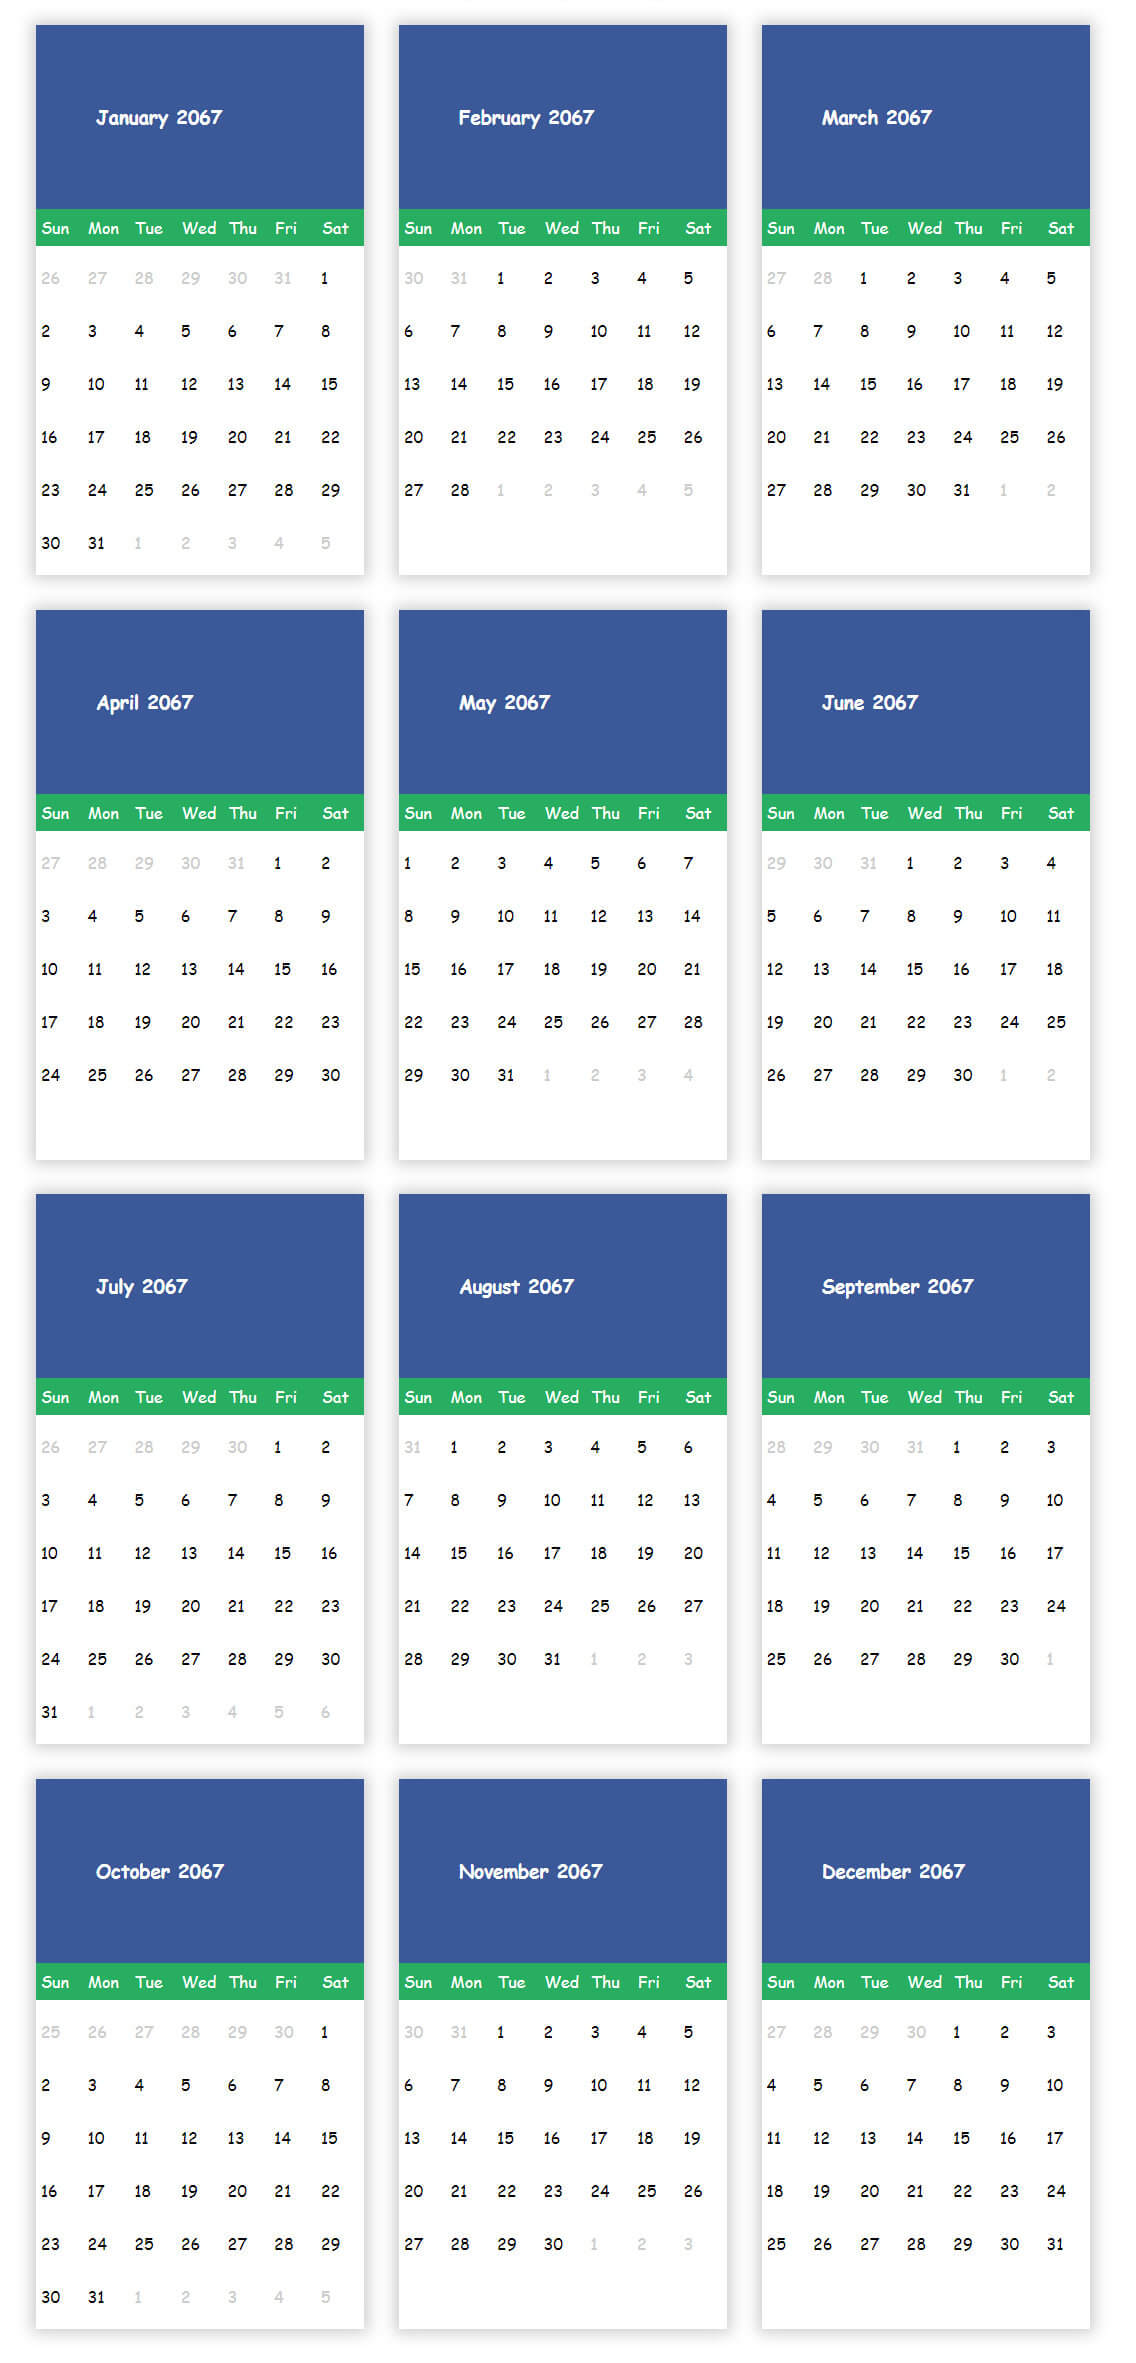 January 2067
Sun Mon Tue Wed Thu Fri Sat
26 27 28 29 30 31 1
2 3 4 5 6 7 8
9 10 11 12 13 14 15
16 17 18 19 20 21 22
23 24 25 26 27 28 29
30 31 1 2 3 4 5
February 2067
Sun Mon Tue Wed Thu Fri Sat
30 31 1 2 3 4 5
6 7 8 9 10 11 12
13 14 15 16 17 18 19
20 21 22 23 24 25 26
27 28 1 2 3 4 5
March 2067
Sun Mon Tue Wed Thu Fri Sat
27 28 1 2 3 4 5
6 7 8 9 10 11 12
13 14 15 16 17 18 19
20 21 22 23 24 25 26
27 28 29 30 31 1 2
April 2067
Sun Mon Tue Wed Thu Fri Sat
27 28 29 30 31 1 2
3 4 5 6 7 8 9
10 11 12 13 14 15 16
17 18 19 20 21 22 23
24 25 26 27 28 29 30
May 2067
Sun Mon Tue Wed Thu Fri Sat
1 2 3 4 5 6 7
8 9 10 11 12 13 14
15 16 17 18 19 20 21
22 23 24 25 26 27 28
29 30 31 1 2 3 4
June 2067
Sun Mon Tue Wed Thu Fri Sat
29 30 31 1 2 3 4
5 6 7 8 9 10 11
12 13 14 15 16 17 18
19 20 21 22 23 24 25
26 27 28 29 30 1 2
July 2067
Sun Mon Tue Wed Thu Fri Sat
26 27 28 29 30 1 2
3 4 5 6 7 8 9
10 11 12 13 14 15 16
17 18 19 20 21 22 23
24 25 26 27 28 29 30
31 1 2 3 4 5 6
August 2067
Sun Mon Tue Wed Thu Fri Sat
31 1 2 3 4 5 6
7 8 9 10 11 12 13
14 15 16 17 18 19 20
21 22 23 24 25 26 27
28 29 30 31 1 2 3
September 2067
Sun Mon Tue Wed Thu Fri Sat
28 29 30 31 1 2 3
4 5 6 7 8 9 10
11 12 13 14 15 16 17
18 19 20 21 22 23 24
25 26 27 28 29 30 1
October 2067
Sun Mon Tue Wed Thu Fri Sat
25 26 27 28 29 30 1
2 3 4 5 6 7 8
9 10 11 12 13 14 15
16 17 18 19 20 21 22
23 24 25 26 27 28 29
30 31 1 2 3 4 5
November 2067
Sun Mon Tue Wed Thu Fri Sat
30 31 1 2 3 4 5
6 7 8 9 10 11 12
13 14 15 16 17 18 19
20 21 22 23 24 25 26
27 28 29 30 1 2 3
December 2067
Sun Mon Tue Wed Thu Fri Sat
27 28 29 30 1 2 3
4 5 6 7 8 9 10
11 12 13 14 15 16 17
18 19 20 21 22 23 24
25 26 27 28 29 30 31